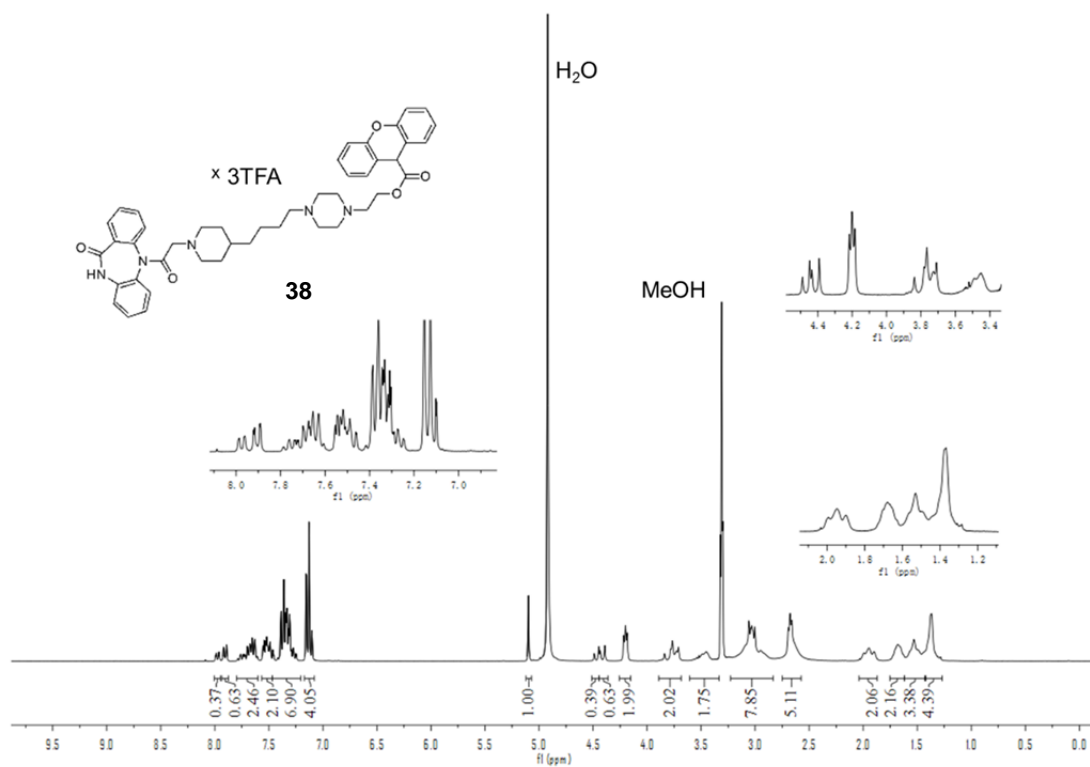 H2O
O
O
O
x 3TFA
N
N
N
O
N
O
HN
38
MeOH
4.4 4.2 4.0 3.8 3.6 3.4
f1 (ppm)
8.0 7.8 7.6 7.4 7.2 7.0
f1 (ppm)
2.0 1.8 1.6 1.4 1.2
f1 (ppm)
0.37 0.63 2.46 2.10 6.90 4.05 1.00 0.39 0.63 1.99 2.02 1.75 7.85 5.11 2.06 2.16 3.38 4.39
9.5 9.0 8.5 8.0 7.5 7.0 6.5 6.0 5.5 5.0 4.5 4.0 3.5 3.0 2.5 2.0 1.5 1.0 0.5 0.0
f1 (ppm)